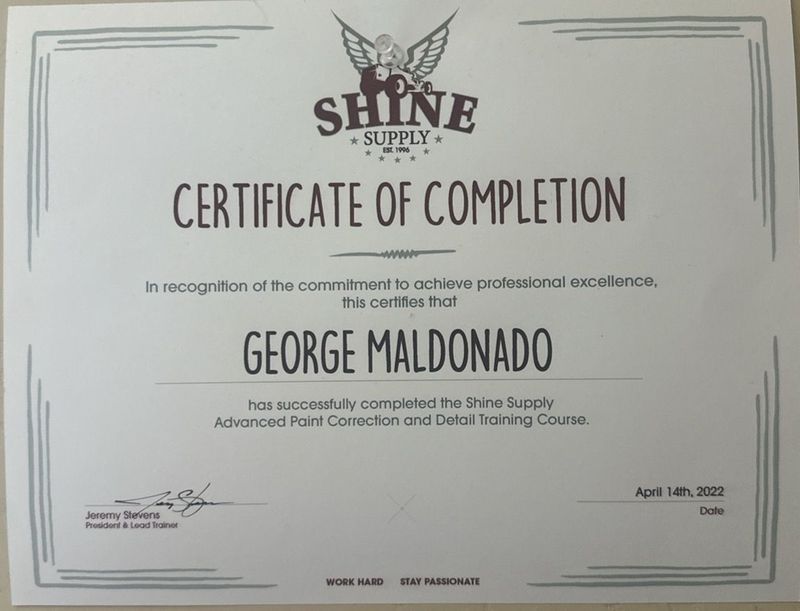 SHINE
SUPPLY
EST. 1996
CERTIFICATE OF COMPLETION
In recognition of the commitment to achieve professional excellence,
this certifies that
GEORGE MALDONADO
has successfully completed the Shine Supply
Advanced Paint Correction and Detail Training Course.
Jeremy Stevens
President & Lead Trainer
April 14th, 2022
Date
WORK HARD STAY PASSIONATE